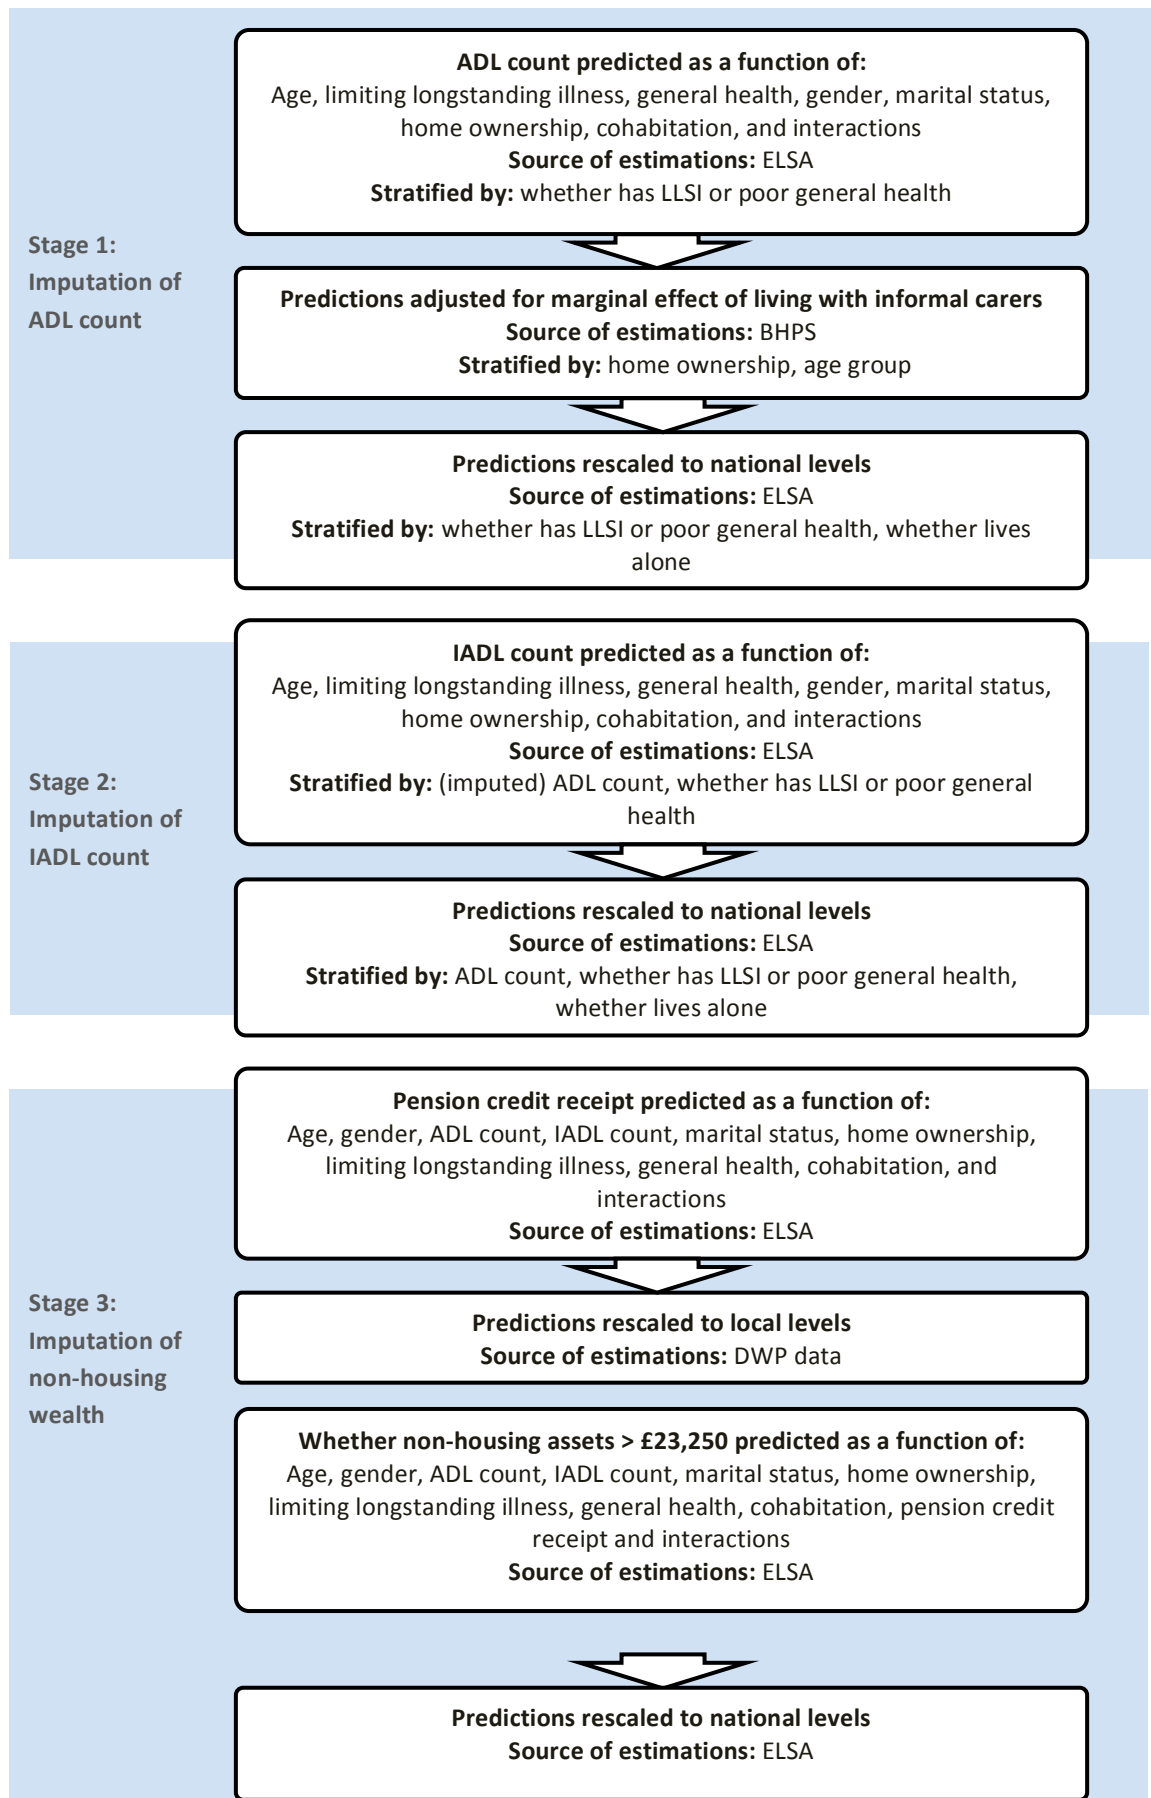 ADL count predicted as a function of:
Age, limiting longstanding illness, general health, gender, marital status,
home ownership, cohabitation, and interactions
Source of estimations: ELSA
Stratified by: whether has LLSI or poor general health
Stage 1:
Imputation of
ADL count
Predictions adjusted for marginal effect of living with informal carers
Source of estimations: BHPS
Stratified by: home ownership, age group
Predictions rescaled to national levels
Source of estimations: ELSA
Stratified by: whether has LLSI or poor general health, whether lives
alone
IADL count predicted as a function of:
Age, limiting longstanding illness, general health, gender, marital status,
home ownership, cohabitation, and interactions
Source of estimations: ELSA
Stratified by: (imputed) ADL count, whether has LLSI or poor general
health
Stage 2:
Imputation of
IADL count
Predictions rescaled to national levels
Source of estimations: ELSA
Stratified by: ADL count, whether has LLSI or poor general health,
whether lives alone
Pension credit receipt predicted as a function of:
Age, gender, ADL count, IADL count, marital status, home ownership,
limiting longstanding illness, general health, cohabitation, and
interactions
Source of estimations: ELSA
Stage 3:
Imputation of
non-housing
wealth
Predictions rescaled to local levels
Source of estimations: DWP data
Whether non-housing assets > £23,250 predicted as a function of:
Age, gender, ADL count, IADL count, marital status, home ownership,
limiting longstanding illness, general health, cohabitation, pension credit
receipt and interactions
Source of estimations: ELSA
Predictions rescaled to national levels
Source of estimations: ELSA